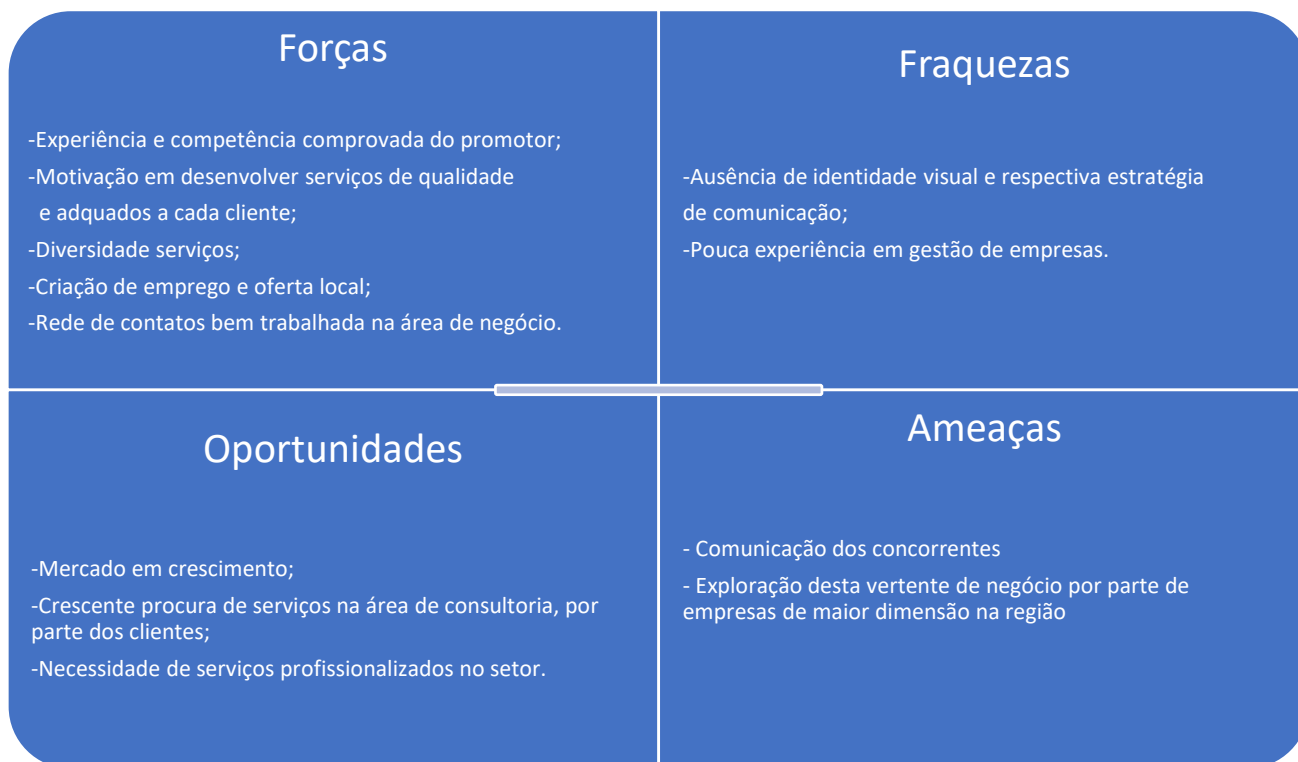 Forças
-Experiência e competência comprovada do promotor;
-Motivação em desenvolver serviços de qualidade
e adquados a cada cliente;
-Diversidade serviços;
-Criação de emprego e oferta local;
-Rede de contatos bem trabalhada na área de negócio.
Fraquezas
-Ausência de identidade visual e respectiva estratégia
de comunicação;
-Pouca experiência em gestão de empresas.
Oportunidades
-Mercado em crescimento;
-Crescente procura de serviços na área de consultoria, por
parte dos clientes;
-Necessidade de serviços profissionalizados no setor.
Ameaças
- Comunicação dos concorrentes
- Exploração desta vertente de negócio por parte de
empresas de maior dimensão na região